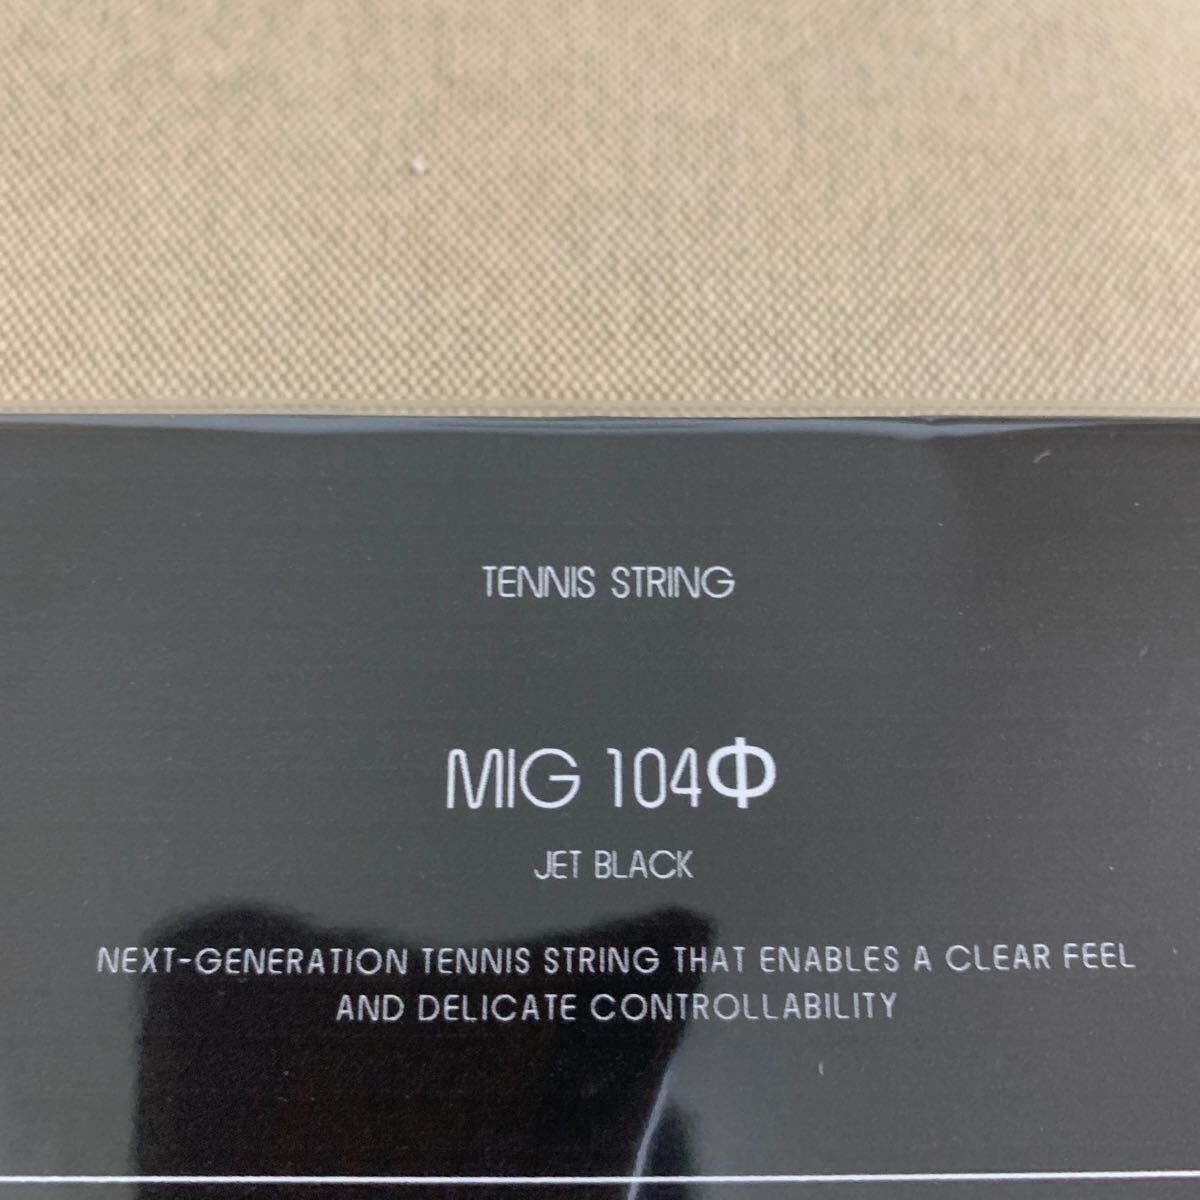 TENNIS STRING
MIG 104Φ
JET BLACK
NEXT-GENERATION TENNIS STRING THAT ENABLES A CLEAR FEEL
AND DELICATE CONTROLLABILITY